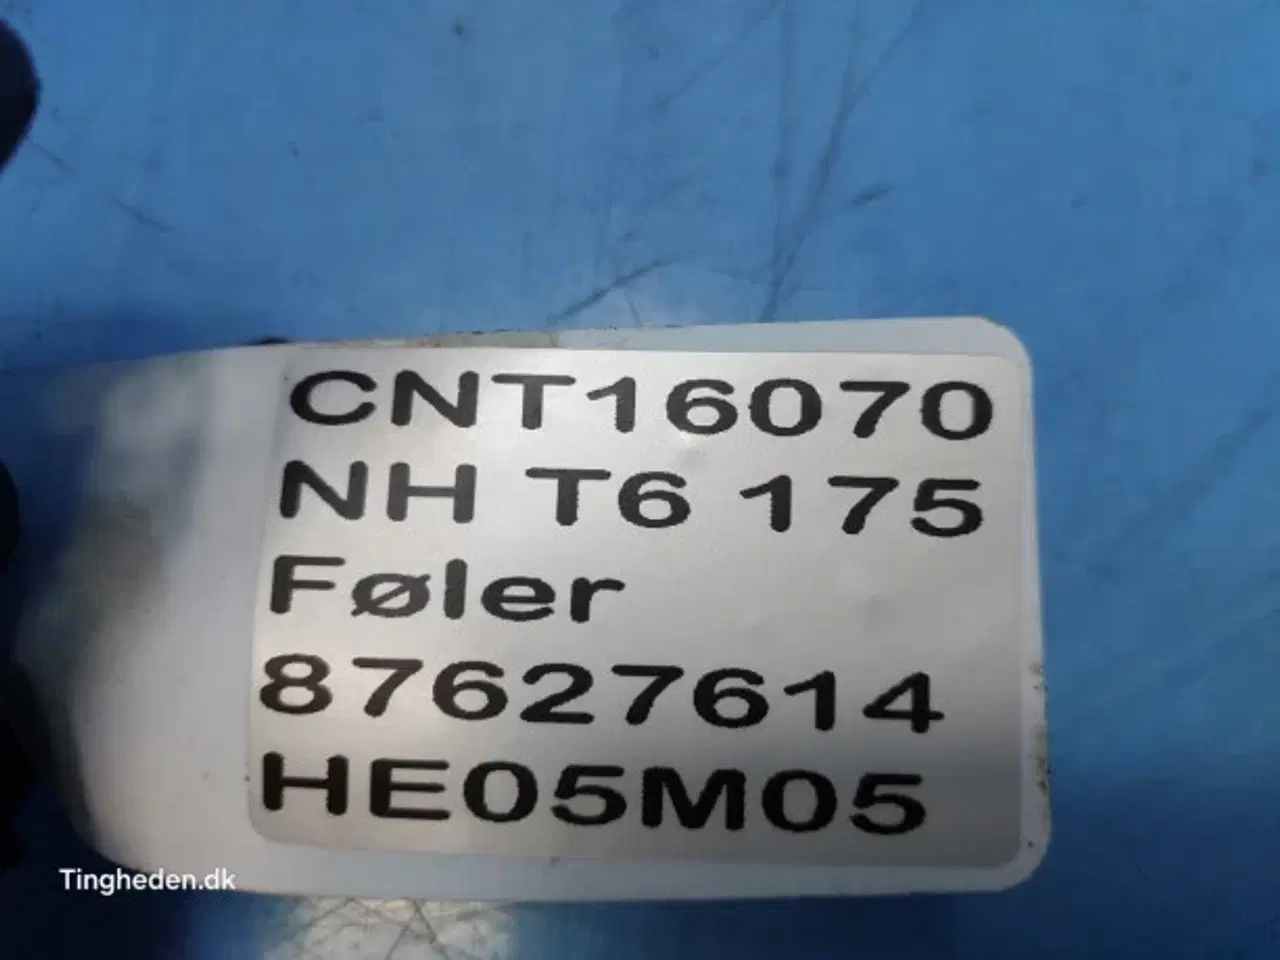 CNT16070
NH T6 175
Føler
87627614
HE05M05
Tingheden.dk